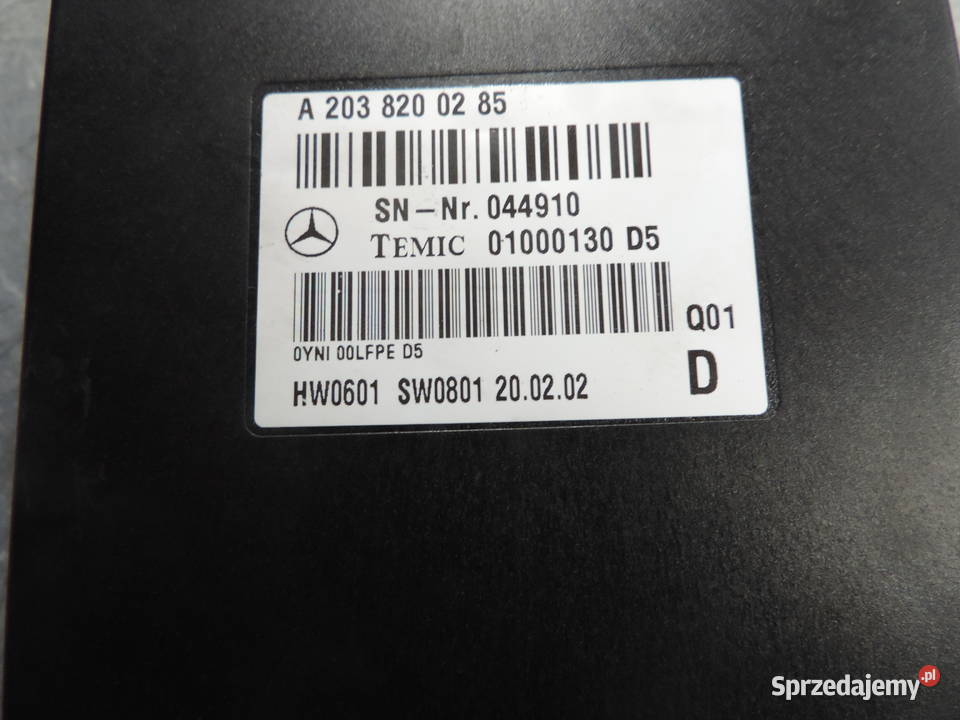 A 203 820 02 85
SN-Nr. 044910
TEMIC 01000130 D5
Q01
0YNI 00LFPE D5
HW0601 SW0801 20.02.02
D
Sprzedajemy.pl